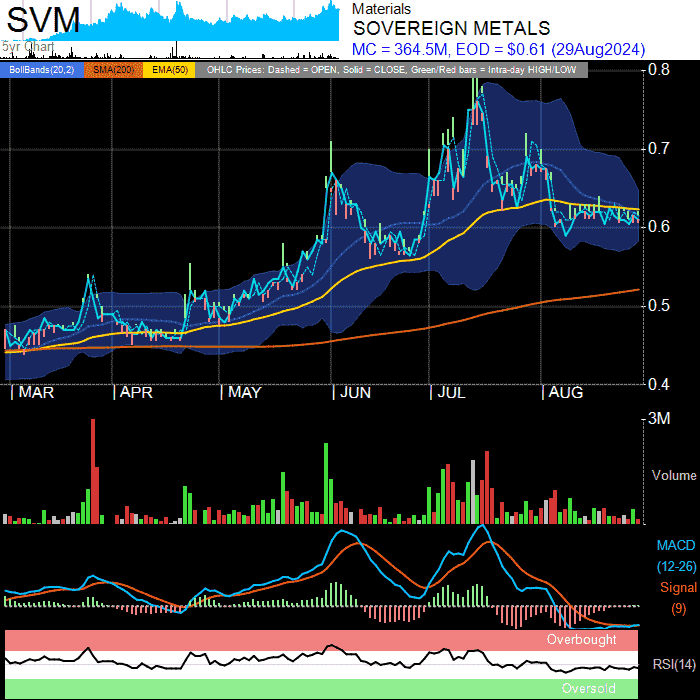 SVM
5yr Chart
Materials
SOVEREIGN METALS
MC = 364.5M, EOD = $0.61 (29Aug2024)
BollBands(20,2) SMA(200) EMA(50) OHLC Prices: Dashed = OPEN, Solid = CLOSE, Green/Red bars = Intra-day HIGH/LOW
0.8
0.7
0.6
0.5
0.4
MAR APR MAY JUN JUL AUG
3M
Volume
MACD
(12-26)
Signal
(9)
Overbought
RSI(14)
Oversold